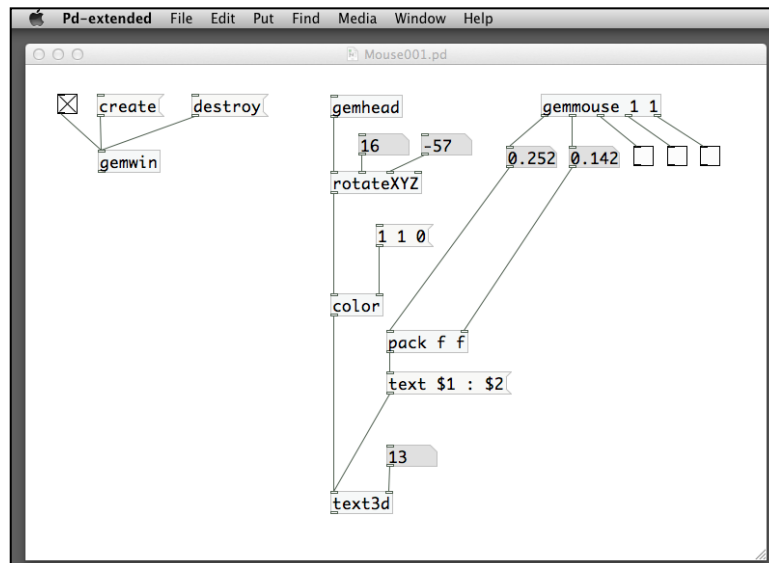 Pd-extended File Edit Put Find Media Window Help
Mouse001.pd
create destroy gemhead gemmouse 1 1
16 -57
gemwin 0.252 0.142
rotateXYZ
1 1 0
color
pack f f
text $1 : $2
13
text3d